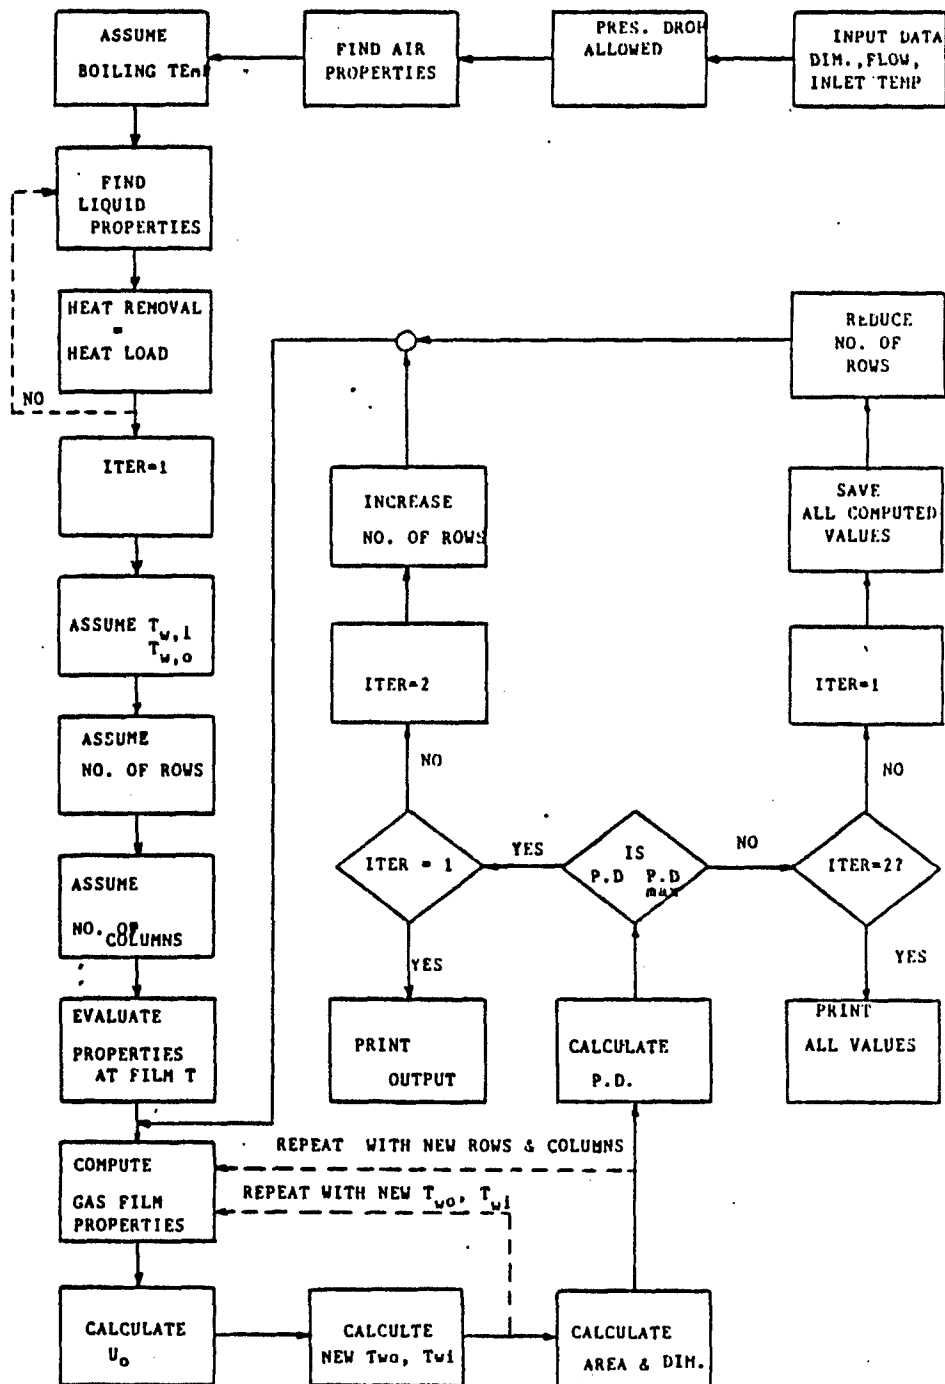 INPUT DATA
DIM.,FLOW,
INLET TEMP
PRES. DROP
ALLOWED
FIND AIR
PROPERTIES
ASSUME
BOILING TEMP
FIND
LIQUID
PROPERTIES
HEAT REMOVAL
=
HEAT LOAD
NO
ITER=1
ASSUME T w,i
T w,o
ASSUME
NO. OF ROWS
ASSUME
NO. OF
COLUMNS
EVALUATE
PROPERTIES
AT FILM T
COMPUTE
GAS FILM
PROPERTIES
CALCULATE
Uo
CALCULTE
NEW Two, Twi
CALCULATE
AREA & DIM.
REPEAT WITH NEW Two, Twi
REPEAT WITH NEW ROWS & COLUMNS
CALCULATE
P.D.
IS
P.D P.D
max
YES
ITER = 1
YES
PRINT
OUTPUT
NO
ITER=2
INCREASE
NO. OF ROWS
NO
ITER=2?
YES
PRINT
ALL VALUES
NO
ITER=1
SAVE
ALL COMPUTED
VALUES
REDUCE
NO. OF
ROWS